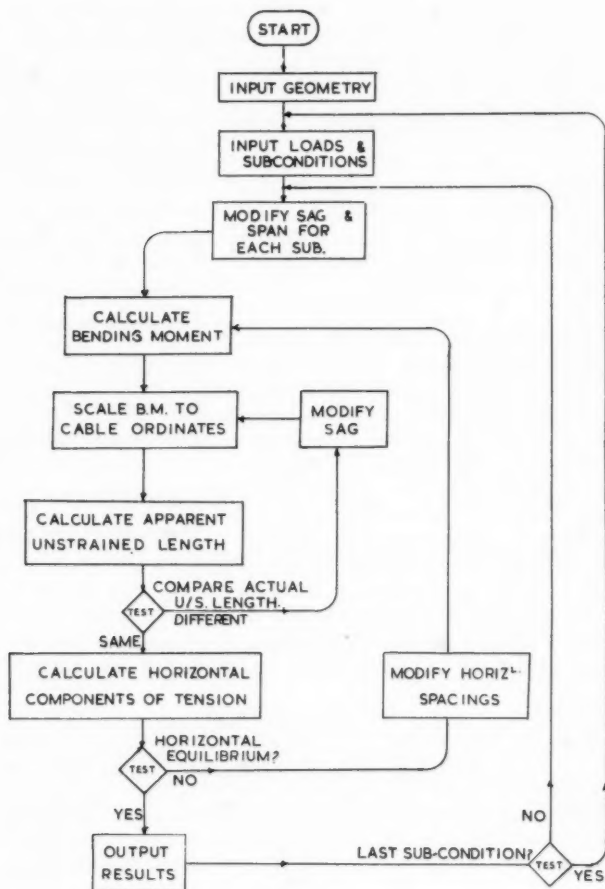 START
INPUT GEOMETRY
INPUT LOADS &
SUBCONDITIONS
MODIFY SAG &
SPAN FOR
EACH SUB.
CALCULATE
BENDING MOMENT
SCALE B.M. TO
CABLE ORDINATES
MODIFY
SAG
CALCULATE APPARENT
UNSTRAINED LENGTH
COMPARE ACTUAL
U/S. LENGTH.
TEST
DIFFERENT
SAME
CALCULATE HORIZONTAL
COMPONENTS OF TENSION
MODIFY HORIZL.
SPACINGS
HORIZONTAL
EQUILIBRIUM?
TEST
NO
YES
NO
OUTPUT
RESULTS
LAST SUB-CONDITION?
TEST
YES